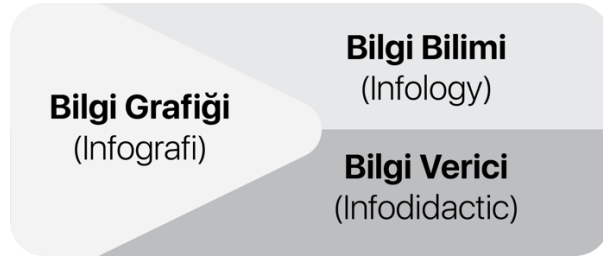 Bilgi Grafiği
(Infografi)
Bilgi Bilimi
(Infology)
Bilgi Verici
(Infodidactic)